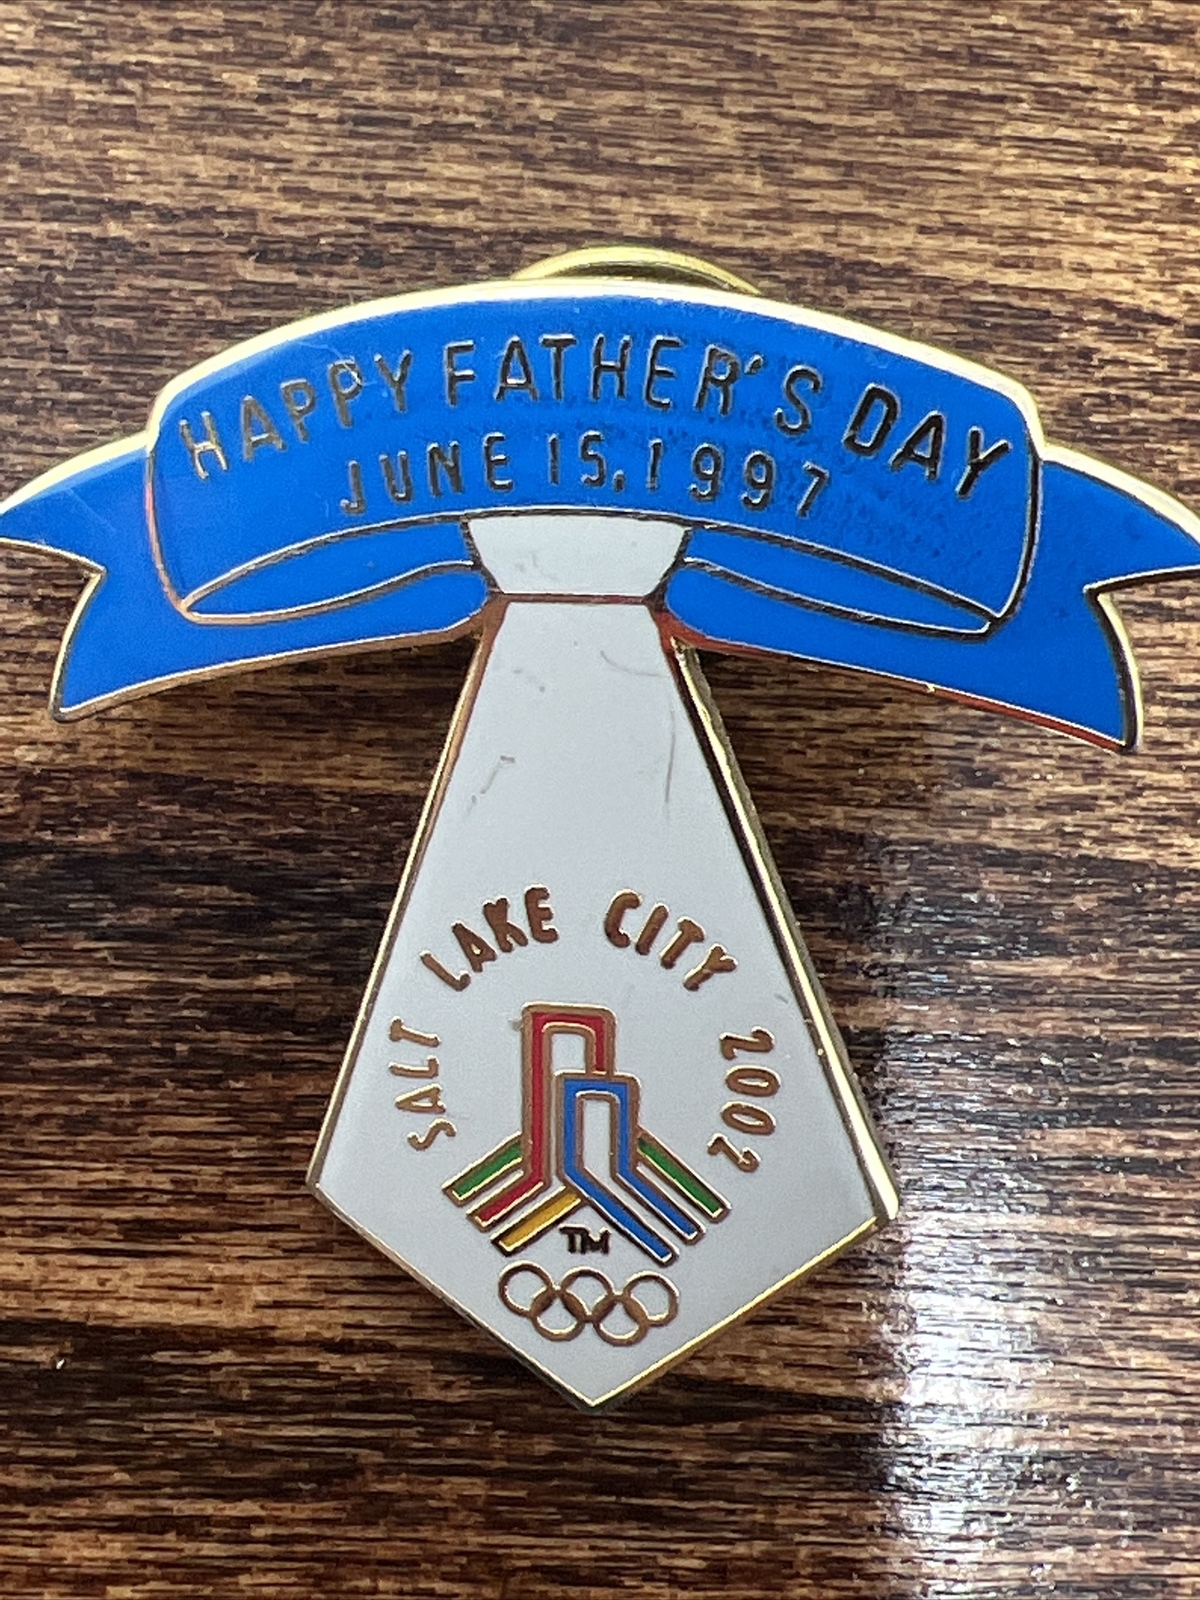 HAPPY FATHER'S DAY
JUNE 15, 1997
SALT LAKE CITY 2002
TM